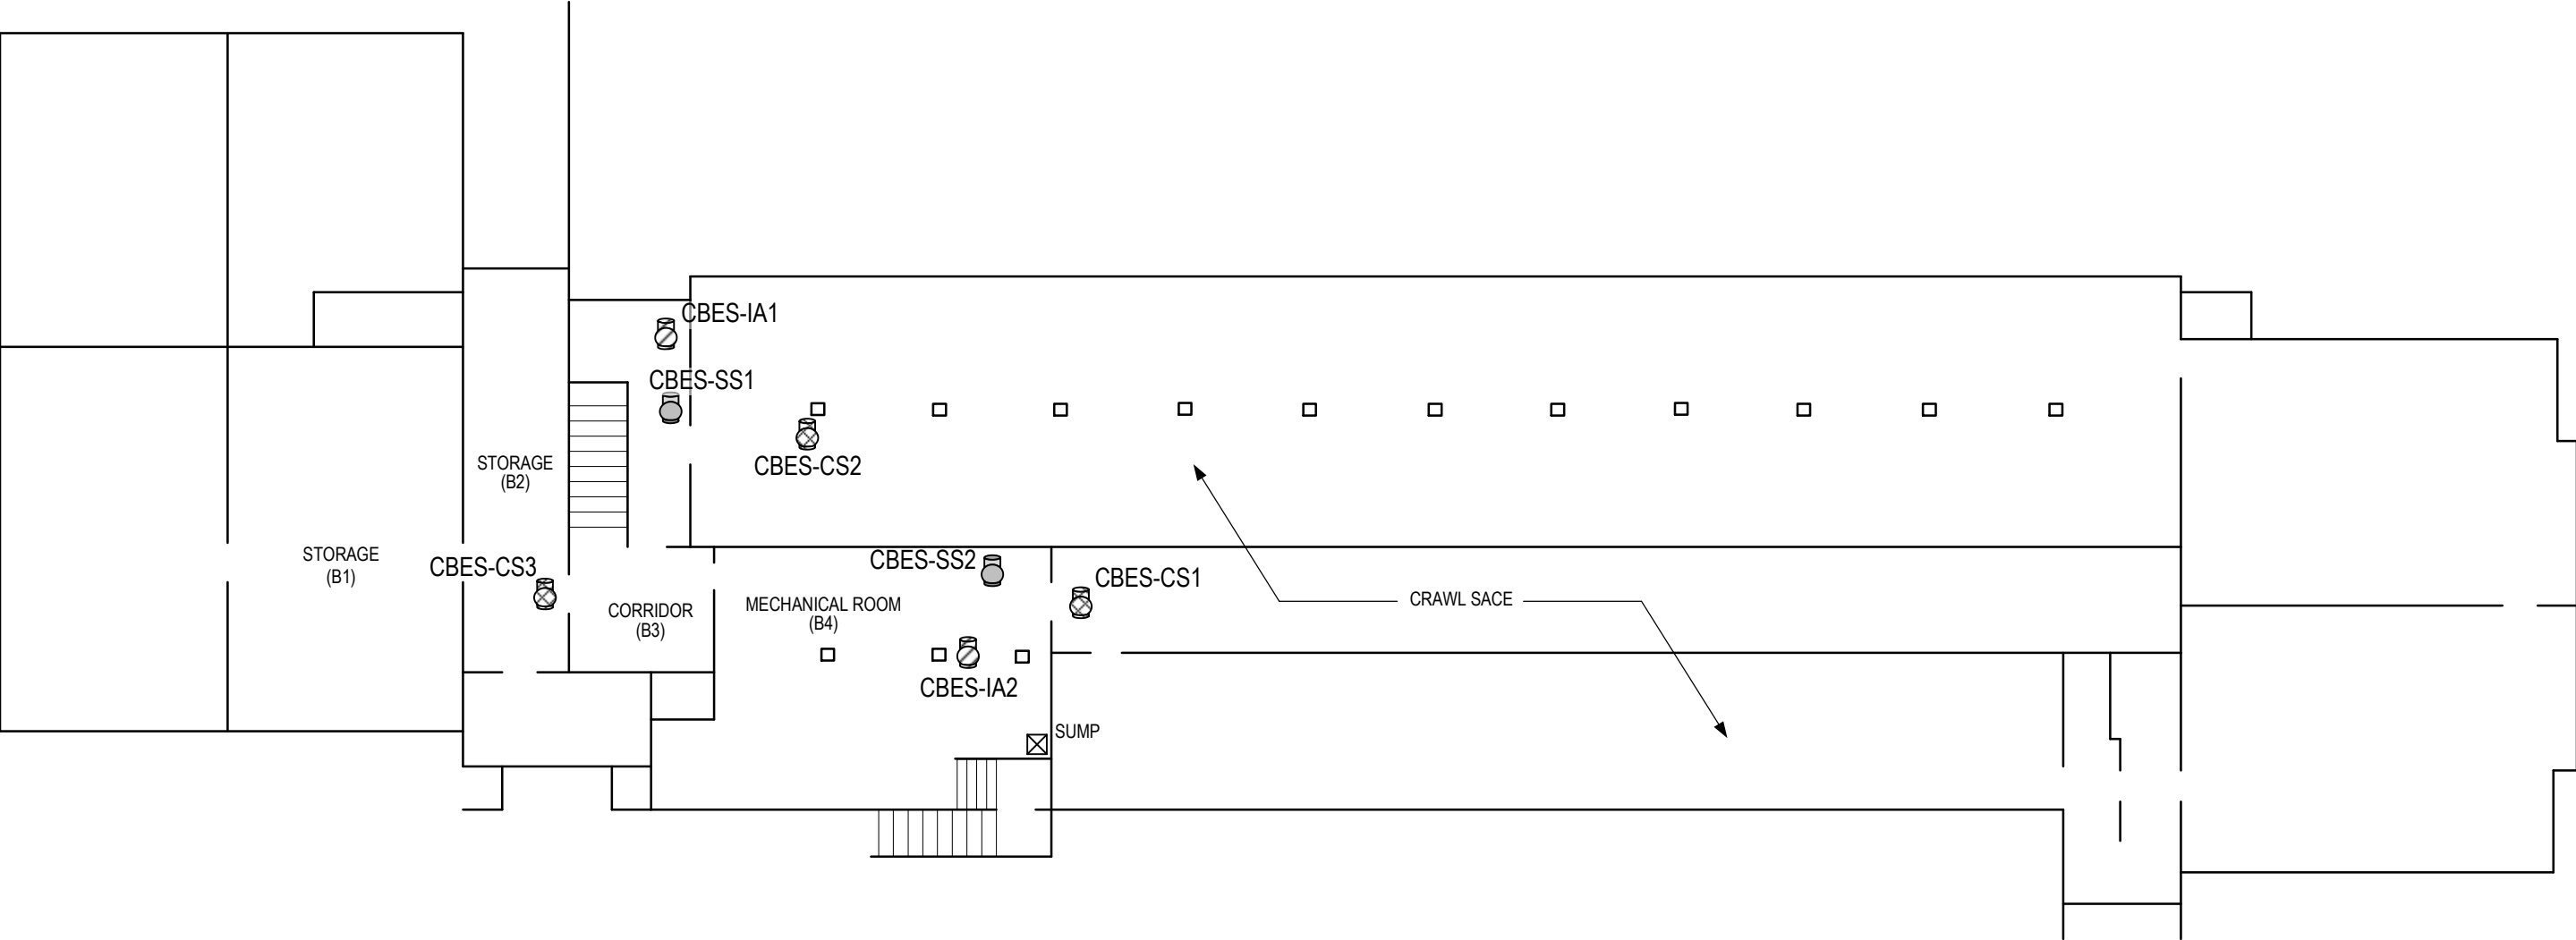 CBES-IA1
CBES-SS1
CBES-CS2
STORAGE
(B2)
STORAGE
(B1)
CBES-CS3
CORRIDOR
(B3)
MECHANICAL ROOM
(B4)
CBES-SS2
CBES-CS1
CRAWL SACE
CBES-IA2
SUMP